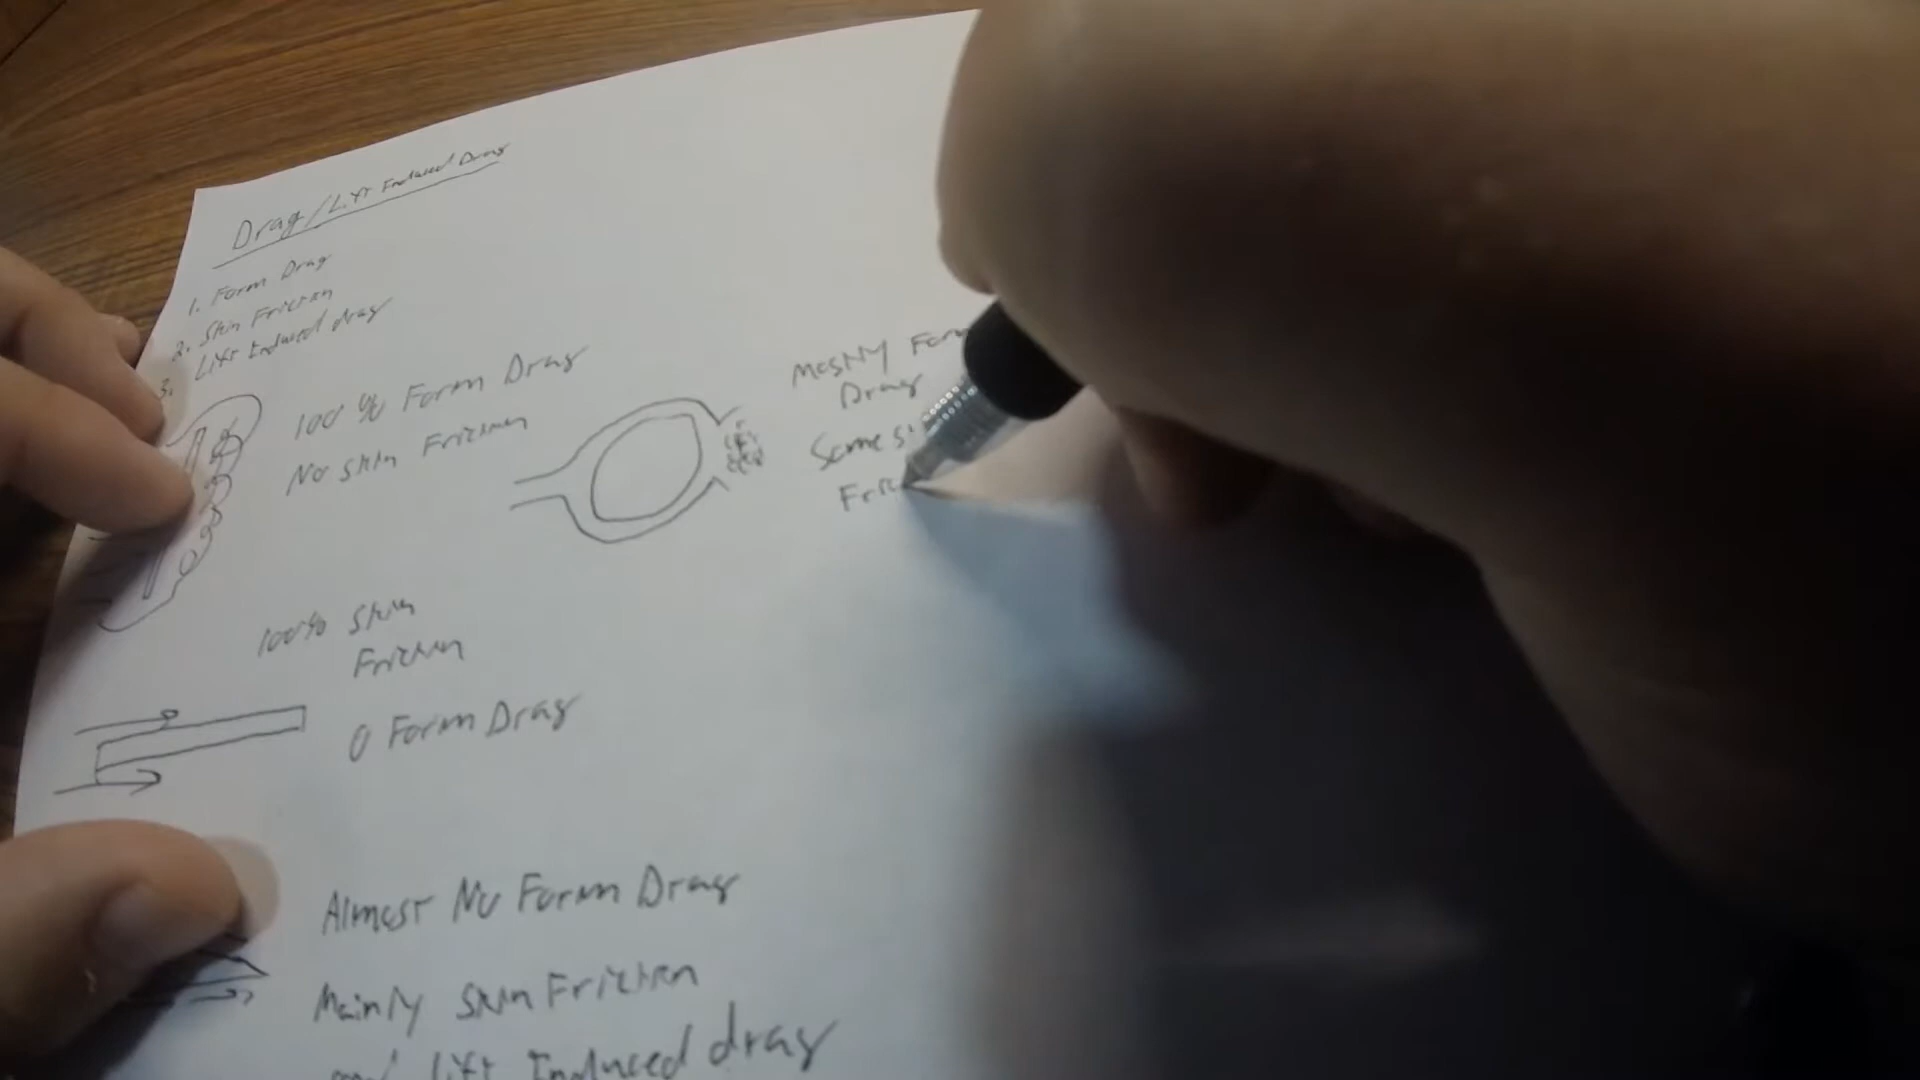 Drag/Lift Induced Drag
1. Form Drag
2. Skin Friction
3. Lift Induced drag
100% Form Drag
No skin Friction
Mostly Form
Drag
Some
100% Skin
Friction
0 Form Drag
Almost No Form Drag
Mainly Skin Friction
and lift Induced drag